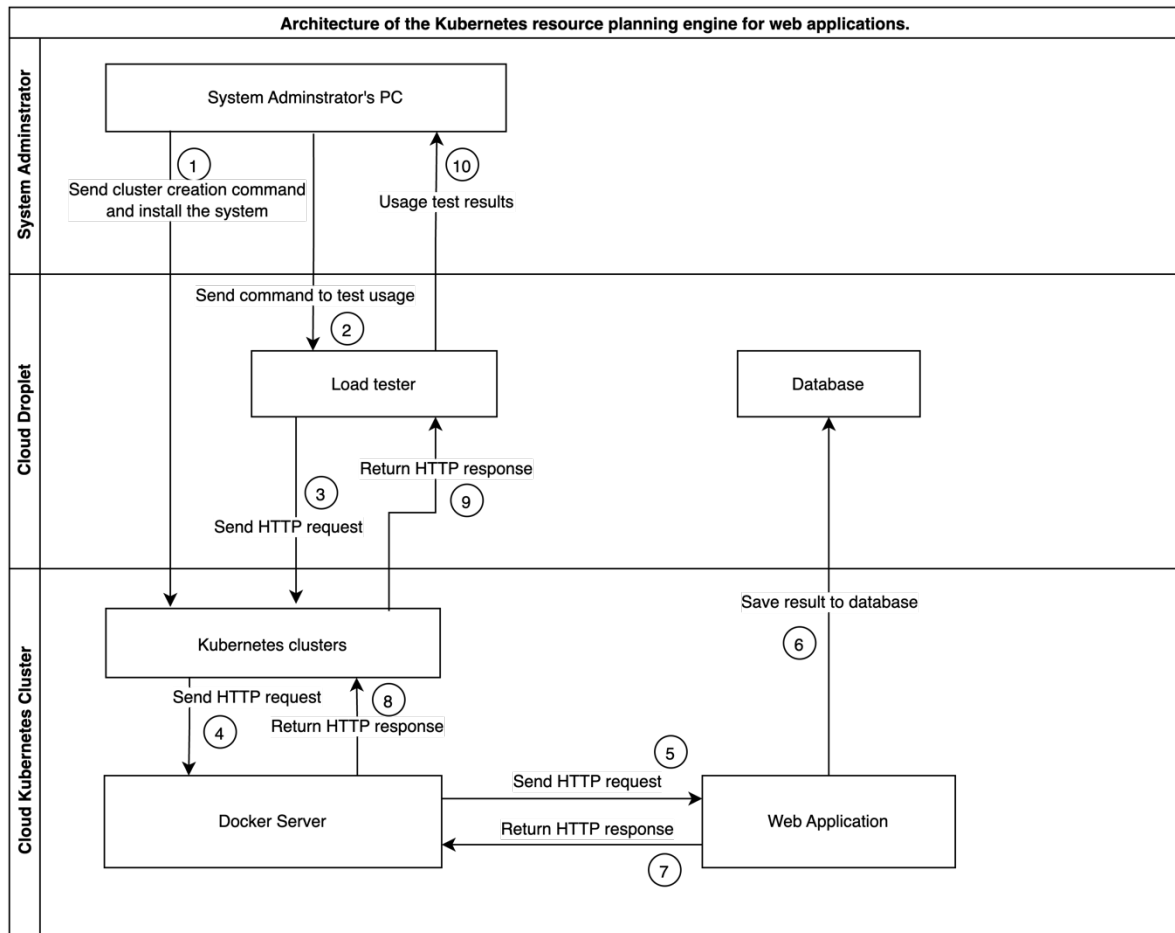 Architecture of the Kubernetes resource planning engine for web applications.
System Adminstrator
System Adminstrator's PC
1
Send cluster creation command
and install the system
10
Usage test results
Cloud Droplet
Send command to test usage
2
Load tester
Database
3
Send HTTP request
Return HTTP response
9
Cloud Kubernetes Cluster
Save result to database
6
Kubernetes clusters
Send HTTP request
4
8
Return HTTP response
5
Send HTTP request
Docker Server
Web Application
Return HTTP response
7